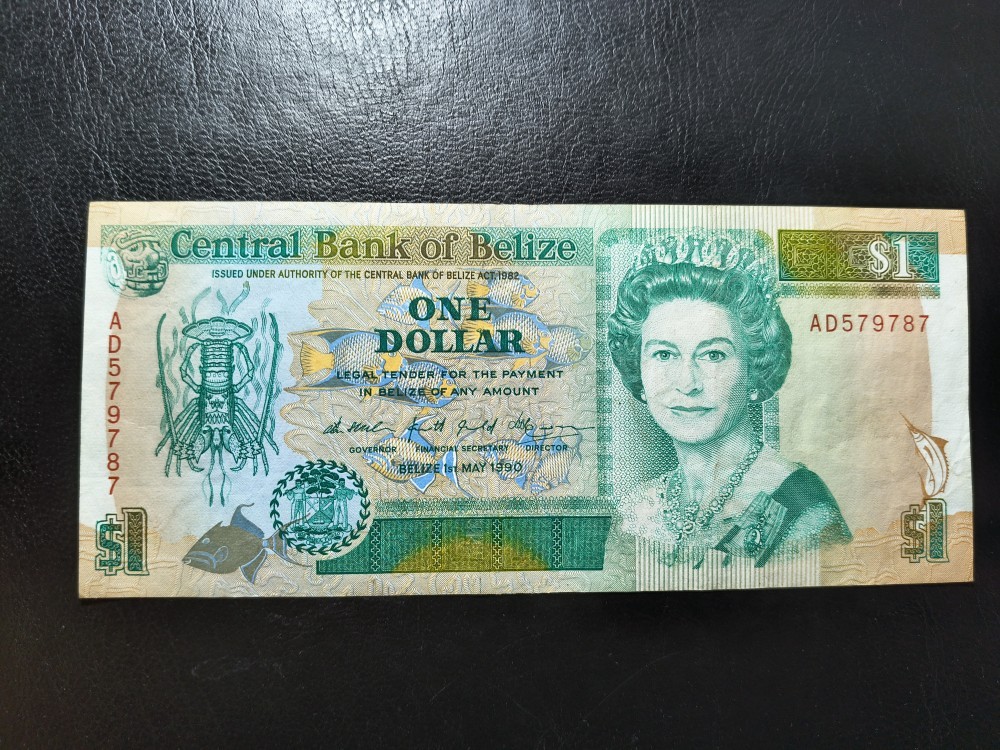 Central Bank of Belize
ISSUED UNDER AUTHORITY OF THE CENTRAL BANK OF BELIZE ACT, 1982
$1
ONE
DOLLAR
AD579787
AD579787
LEGAL TENDER FOR THE PAYMENT
IN BELIZE OF ANY AMOUNT
GOVERNOR FINANCIAL SECRETARY DIRECTOR
BELIZE 1ST MAY 1990
$1
$1